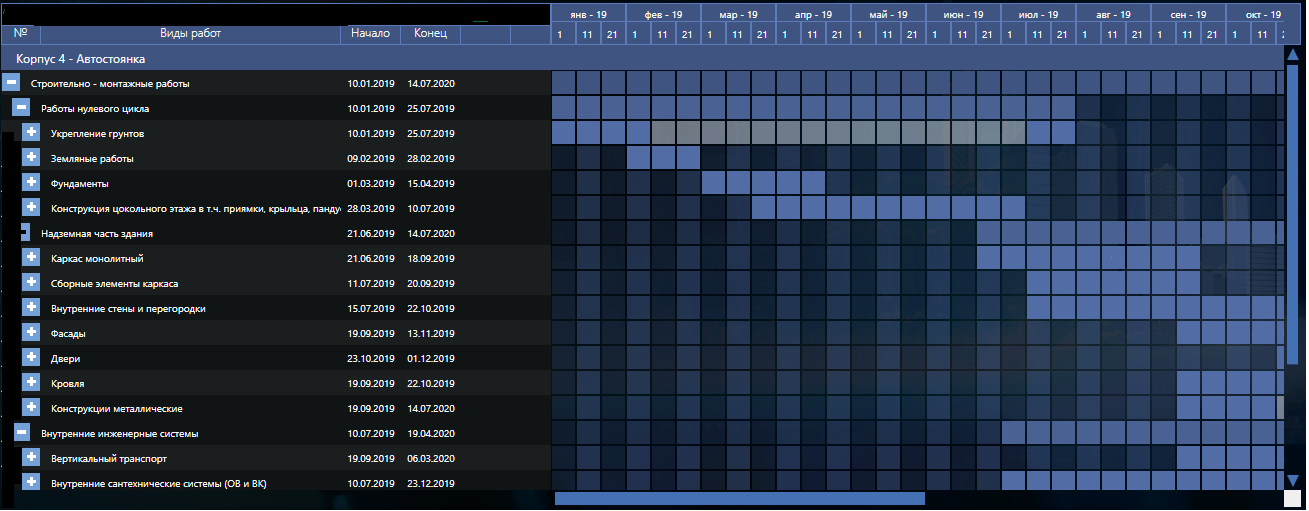 янв - 19 фев - 19 мар - 19 апр - 19 май - 19 июн - 19 июл - 19 авг - 19 сен - 19 окт - 19
№ Виды работ Начало Конец 1 11 21 1 11 21 1 11 21 1 11 21 1 11 21 1 11 21 1 11 21 1 11 21 1 11 21 1 11
Корпус 4 - Автостоянка
Строительно - монтажные работы 10.01.2019 14.07.2020
Работы нулевого цикла 10.01.2019 25.07.2019
Укрепление грунтов 10.01.2019 25.07.2019
Земляные работы 09.02.2019 28.02.2019
Фундаменты 01.03.2019 15.04.2019
Конструкция цокольного этажа в т.ч. приямки, крыльца, панду 28.03.2019 10.07.2019
Надземная часть здания 21.06.2019 14.07.2020
Каркас монолитный 21.06.2019 18.09.2019
Сборные элементы каркаса 11.07.2019 20.09.2019
Внутренние стены и перегородки 15.07.2019 22.10.2019
Фасады 19.09.2019 13.11.2019
Двери 23.10.2019 01.12.2019
Кровля 19.09.2019 22.10.2019
Конструкции металлические 19.09.2019 14.07.2020
Внутренние инженерные системы 10.07.2019 19.04.2020
Вертикальный транспорт 19.09.2019 06.03.2020
Внутренние сантехнические системы (ОВ и ВК) 10.07.2019 23.12.2019